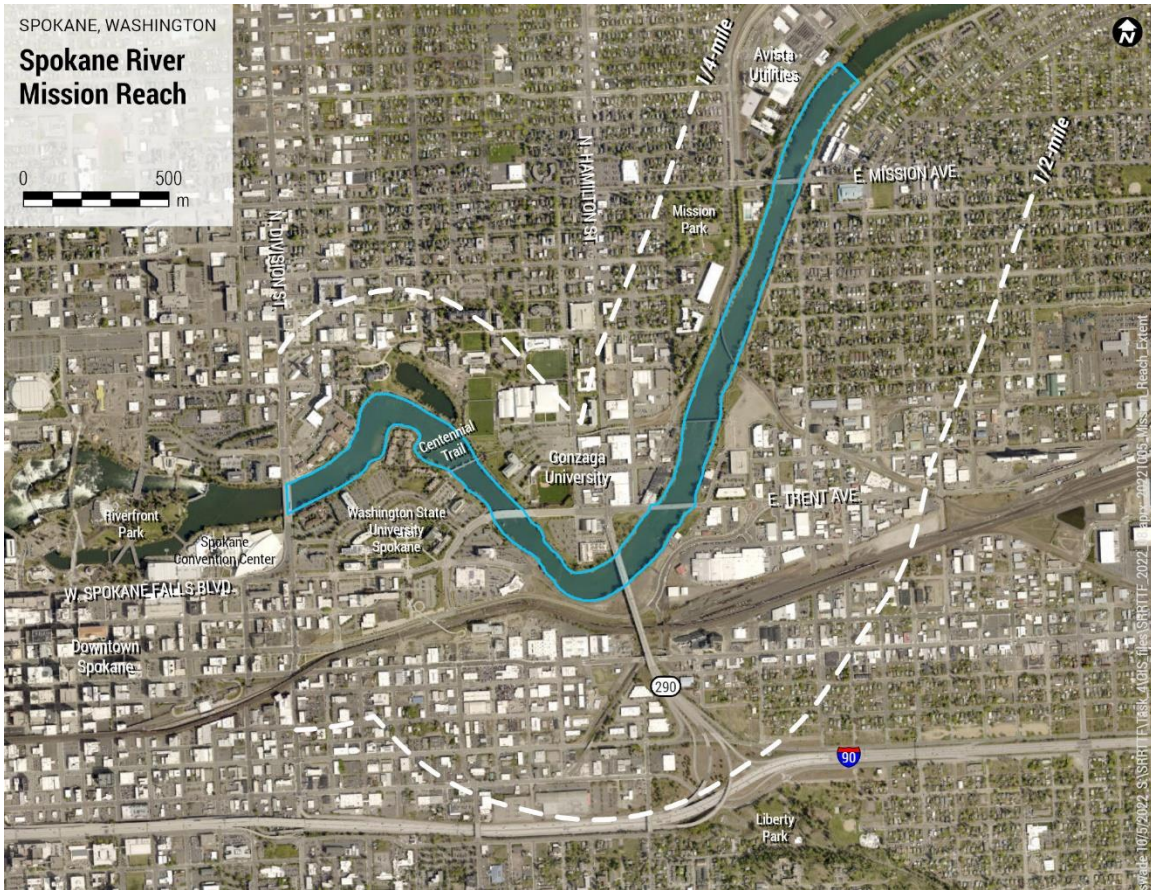 SPOKANE, WASHINGTON
Spokane River
Mission Reach
0 500
m
N
Avista
Utilities
1/4-mile
1/2-mile
N. HAMILTON ST.
E. MISSION AVE.
Mission
Park
N. DIVISION ST.
Centennial
Trail
Gonzaga
University
E. TRENT AVE.
Washington State
University
Spokane
Riverfront
Park
Spokane
Convention Center
W. SPOKANE FALLS BLVD.
Downtown
Spokane
290
90
Liberty
Park